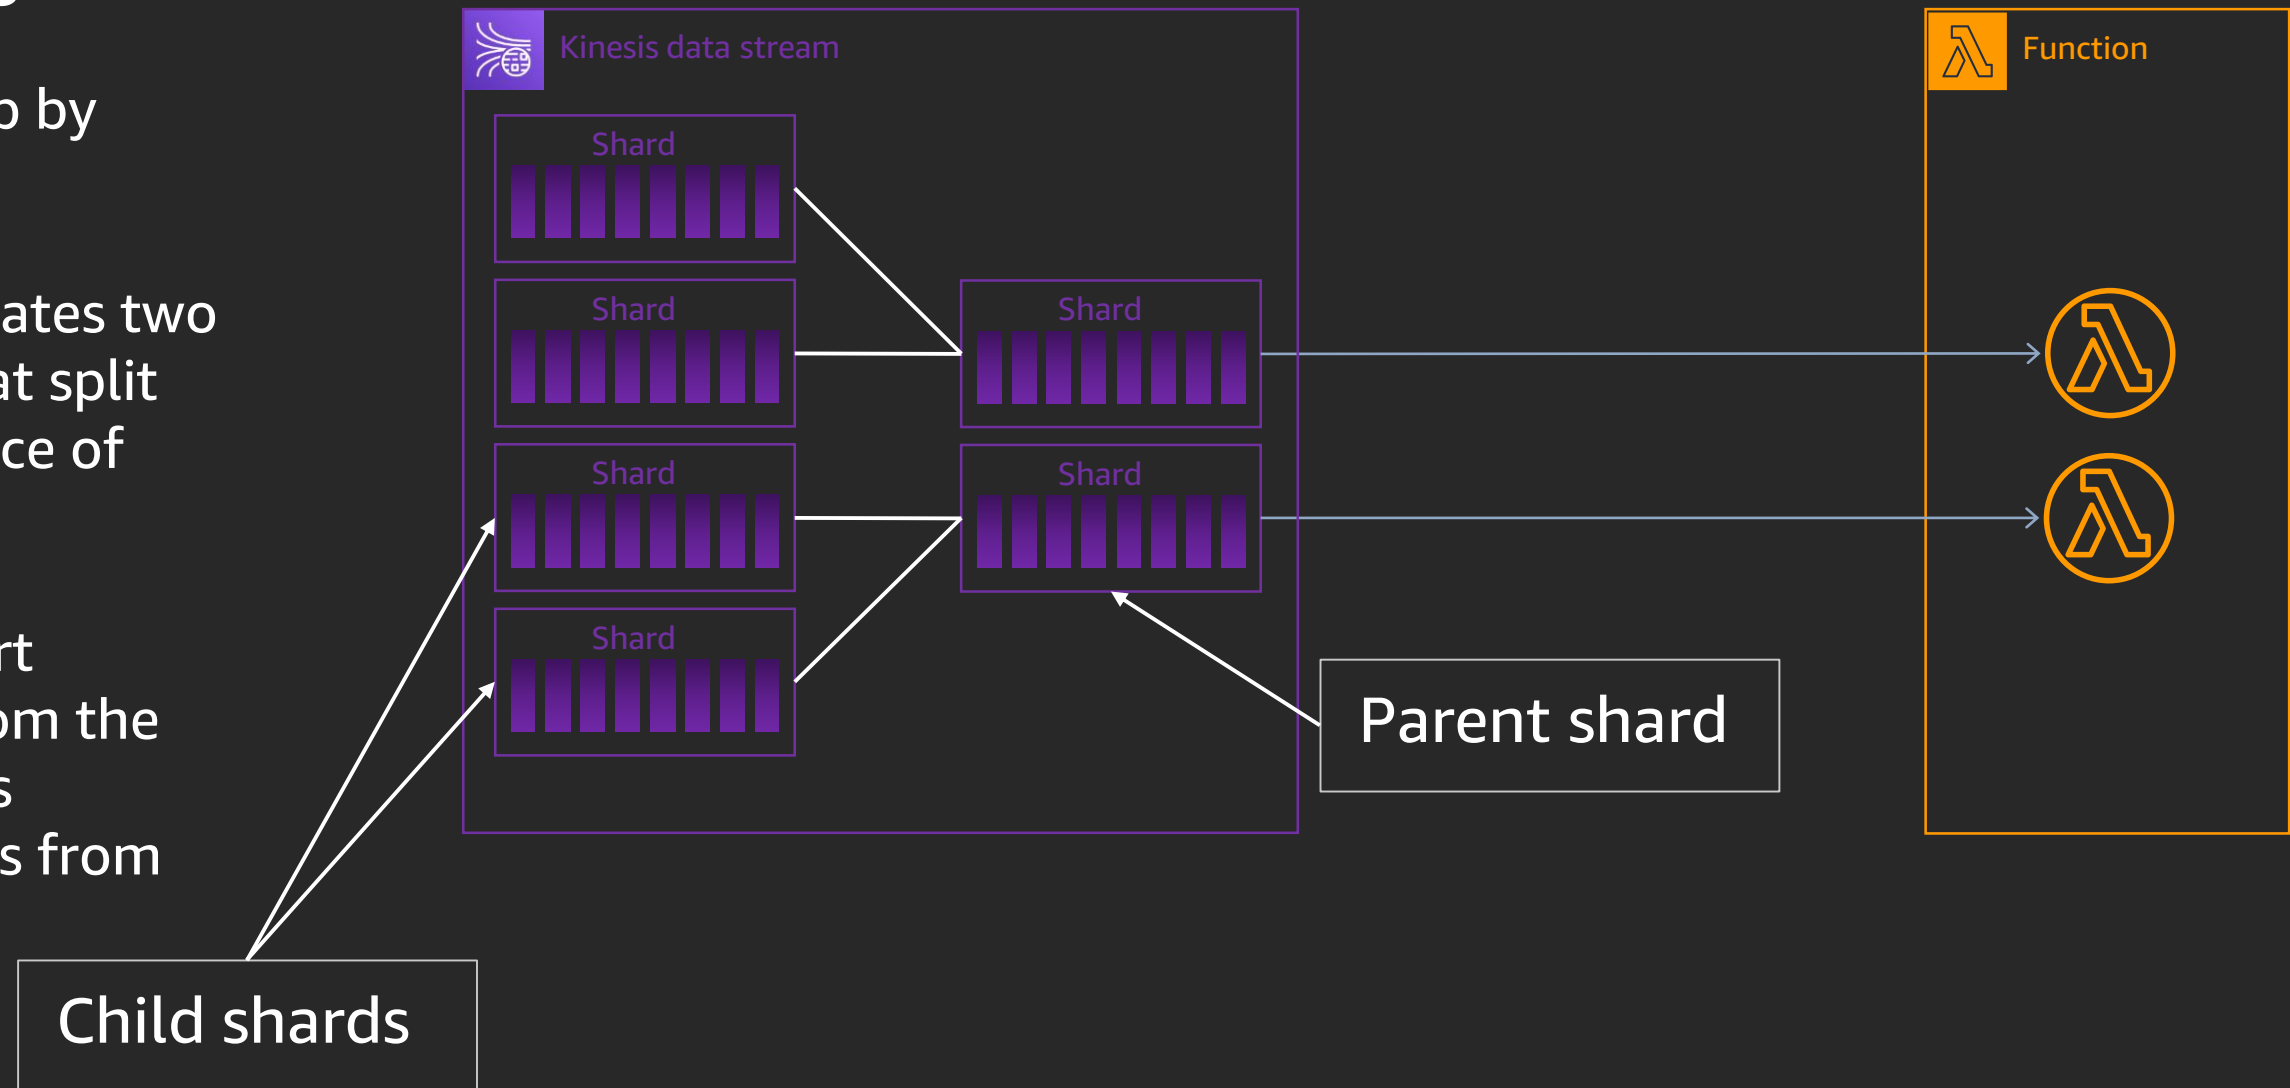 p by
ates two
at split
ce of
rt
om the
s
s from
Child shards
Kinesis data stream
Shard
Shard
Shard
Shard
Shard
Shard
Parent shard
Function